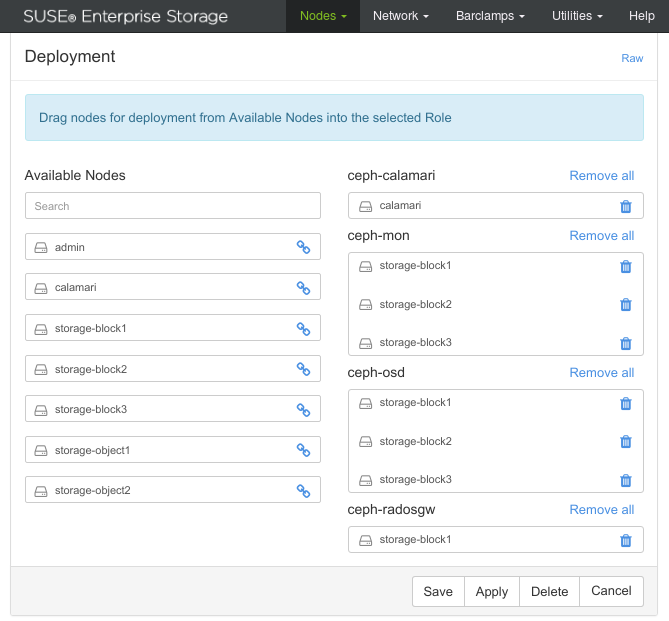 SUSE® Enterprise Storage
Nodes
Network
Barclamps
Utilities
Help
Deployment
Raw
Drag nodes for deployment from Available Nodes into the selected Role
Available Nodes
Search
admin
calamari
storage-block1
storage-block2
storage-block3
storage-object1
storage-object2
ceph-calamari
Remove all
calamari
ceph-mon
Remove all
storage-block1
storage-block2
storage-block3
ceph-osd
Remove all
storage-block1
storage-block2
storage-block3
ceph-radosgw
Remove all
storage-block1
Save
Apply
Delete
Cancel